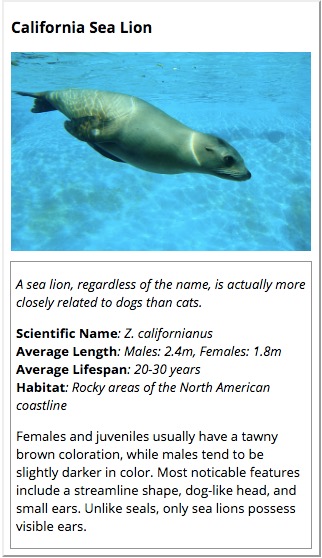 California Sea Lion
A sea lion, regardless of the name, is actually more
closely related to dogs than cats.
Scientific Name: Z. californianus
Average Length: Males: 2.4m, Females: 1.8m
Average Lifespan: 20-30 years
Habitat: Rocky areas of the North American
coastline
Females and juveniles usually have a tawny
brown coloration, while males tend to be
slightly darker in color. Most noticable features
include a streamline shape, dog-like head, and
small ears. Unlike seals, only sea lions possess
visible ears.